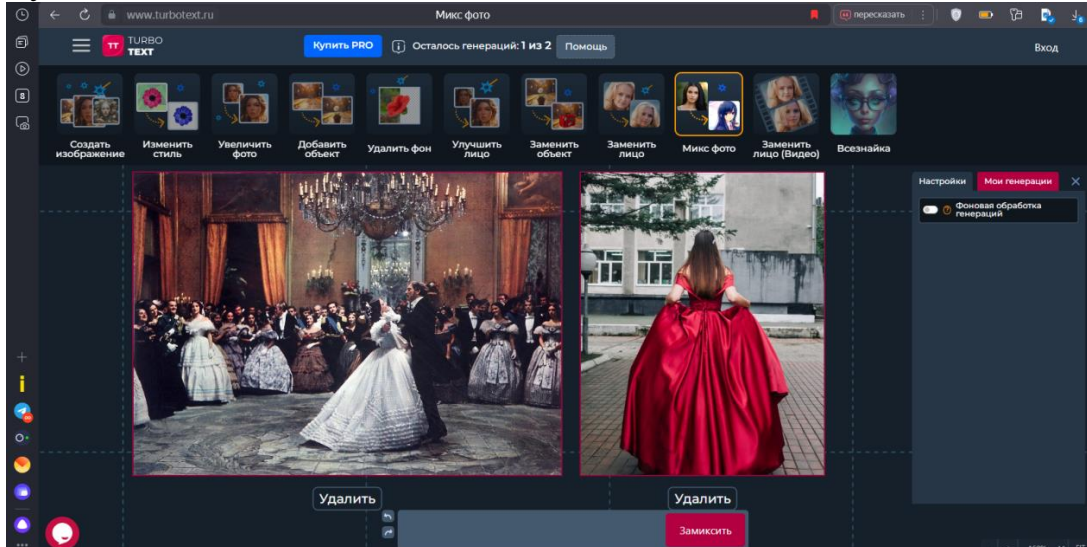 www.turbotext.ru
Микс фото
пересказать
TT
TURBO
TEXT
Купить PRO
i
Осталось генераций: 1 из 2
Помощь
Вход
Создать
изображение
Изменить
стиль
Увеличить
фото
Добавить
объект
Удалить фон
Улучшить
лицо
Заменить
объект
Заменить
лицо
Микс фото
Заменить
лицо (Видео)
Всезнайка
Настройки
Мои генерации
Фоновая обработка
генераций
8
i
Удалить
Удалить
Замиксить